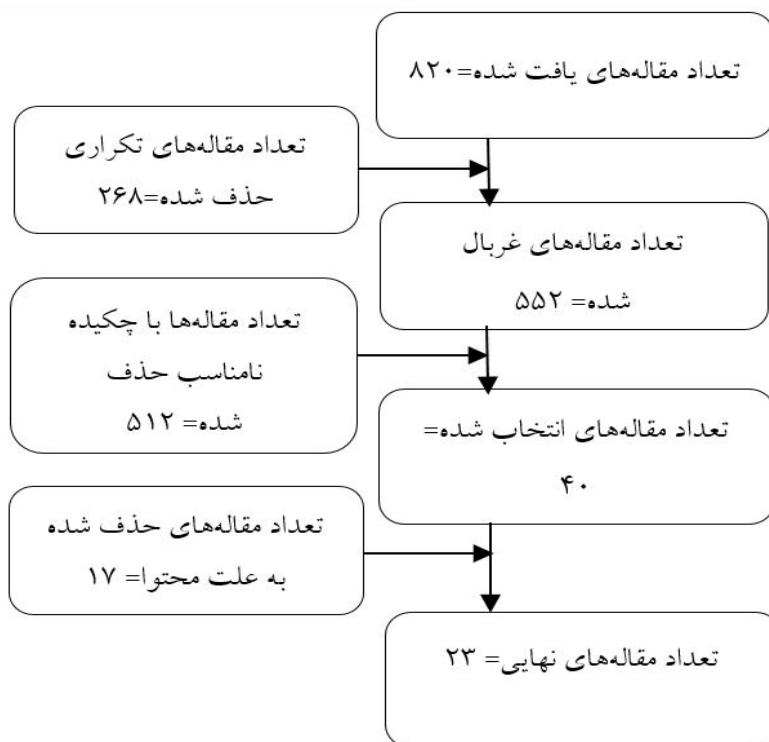 تعداد مقاله‌های یافت شده=۸۲۰
تعداد مقاله‌های تکراری
حذف شده=۲۶۸
تعداد مقاله‌های غربال
شده= ۵۵۲
تعداد مقاله‌ها با چکیده
نامناسب حذف
شده= ۵۱۲
تعداد مقاله‌های انتخاب شده=
۴۰
تعداد مقاله‌های حذف شده
به علت محتوا= ۱۷
تعداد مقاله‌های نهایی= ۲۳